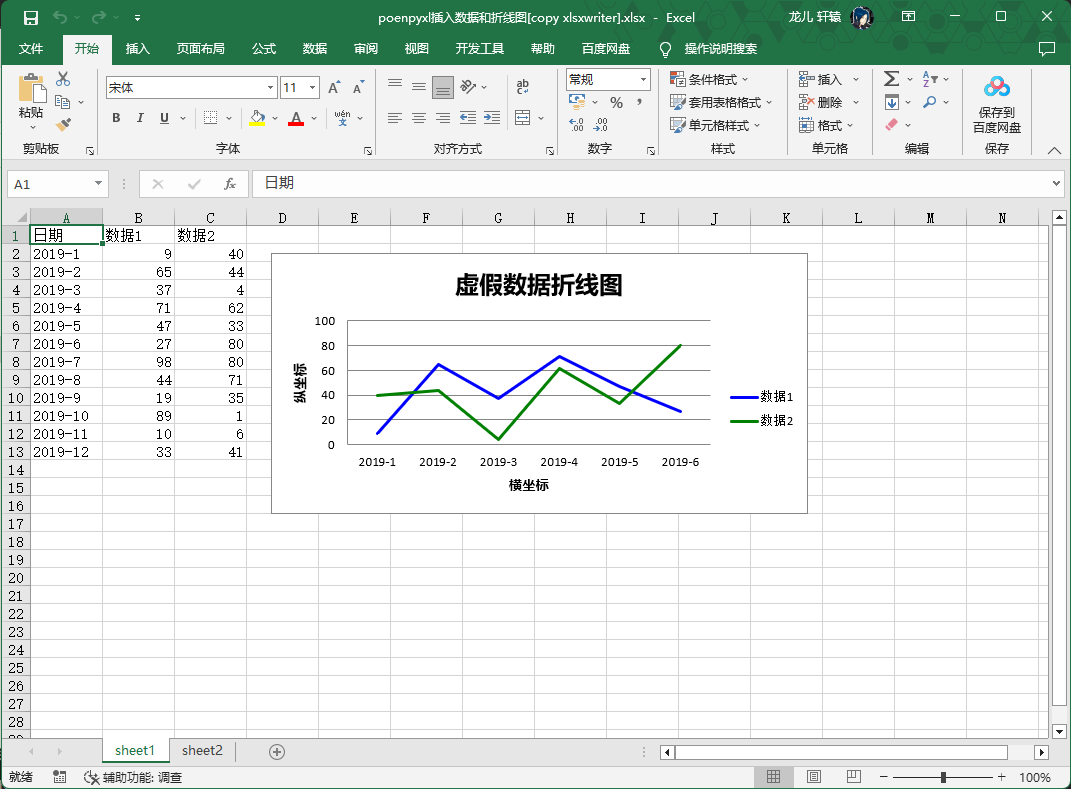 poenpyxl插入数据和折线图[copy xlsxwriter].xlsx - Excel
龙儿 轩辕
文件 开始 插入 页面布局 公式 数据 审阅 视图 开发工具 帮助 百度网盘 操作说明搜索
宋体 11 常规 条件格式 插入
粘贴 套用表格格式 删除 保存到
B I U A wén 文 % 单元格样式 格式 百度网盘
剪贴板 字体 对齐方式 数字 样式 单元格 编辑 保存
A1 fx 日期
A B C D E F G H I J K L M N
1 日期 数据1 数据2
2 2019-1 9 40
3 2019-2 65 44
4 2019-3 37 4
5 2019-4 71 62
6 2019-5 47 33
7 2019-6 27 80
8 2019-7 98 80
9 2019-8 44 71
10 2019-9 19 35
11 2019-10 89 1
12 2019-11 10 6
13 2019-12 33 41
14
15
16
17
18
19
20
21
22
23
24
25
26
27
28
29
虚假数据折线图
100
80
60
40
20
0
纵坐标
2019-1 2019-2 2019-3 2019-4 2019-5 2019-6
横坐标
数据1
数据2
sheet1 sheet2
就绪 辅助功能: 调查 100%